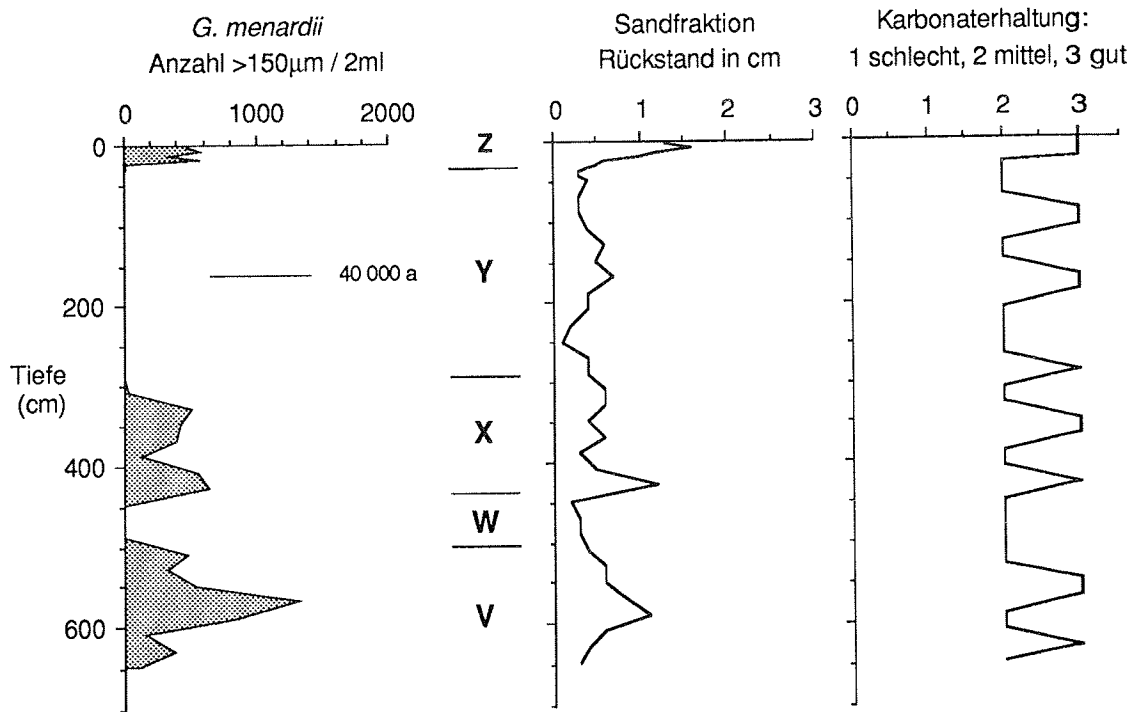 G. menardii
Anzahl >150µm / 2ml
0 1000 2000
0
200
400
600
Tiefe
(cm)
40 000 a
Z
Y
X
W
V
Sandfraktion
Rückstand in cm
0 1 2 3
Karbonaterhaltung:
1 schlecht, 2 mittel, 3 gut
0 1 2 3